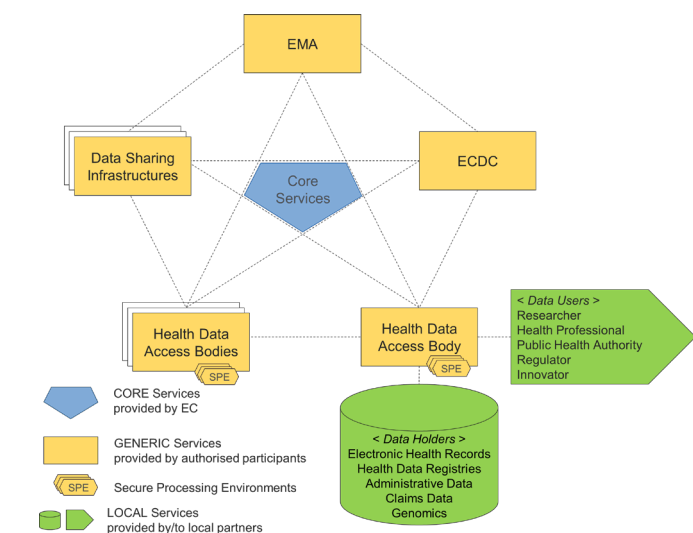 EMA
Data Sharing
Infrastructures
ECDC
Core
Services
Health Data
Access Bodies
SPE
Health Data
Access Body
SPE
< Data Users >
Researcher
Health Professional
Public Health Authority
Regulator
Innovator
< Data Holders >
Electronic Health Records
Health Data Registries
Administrative Data
Claims Data
Genomics
CORE Services
provided by EC
GENERIC Services
provided by authorised participants
SPE
Secure Processing Environments
LOCAL Services
provided by/to local partners